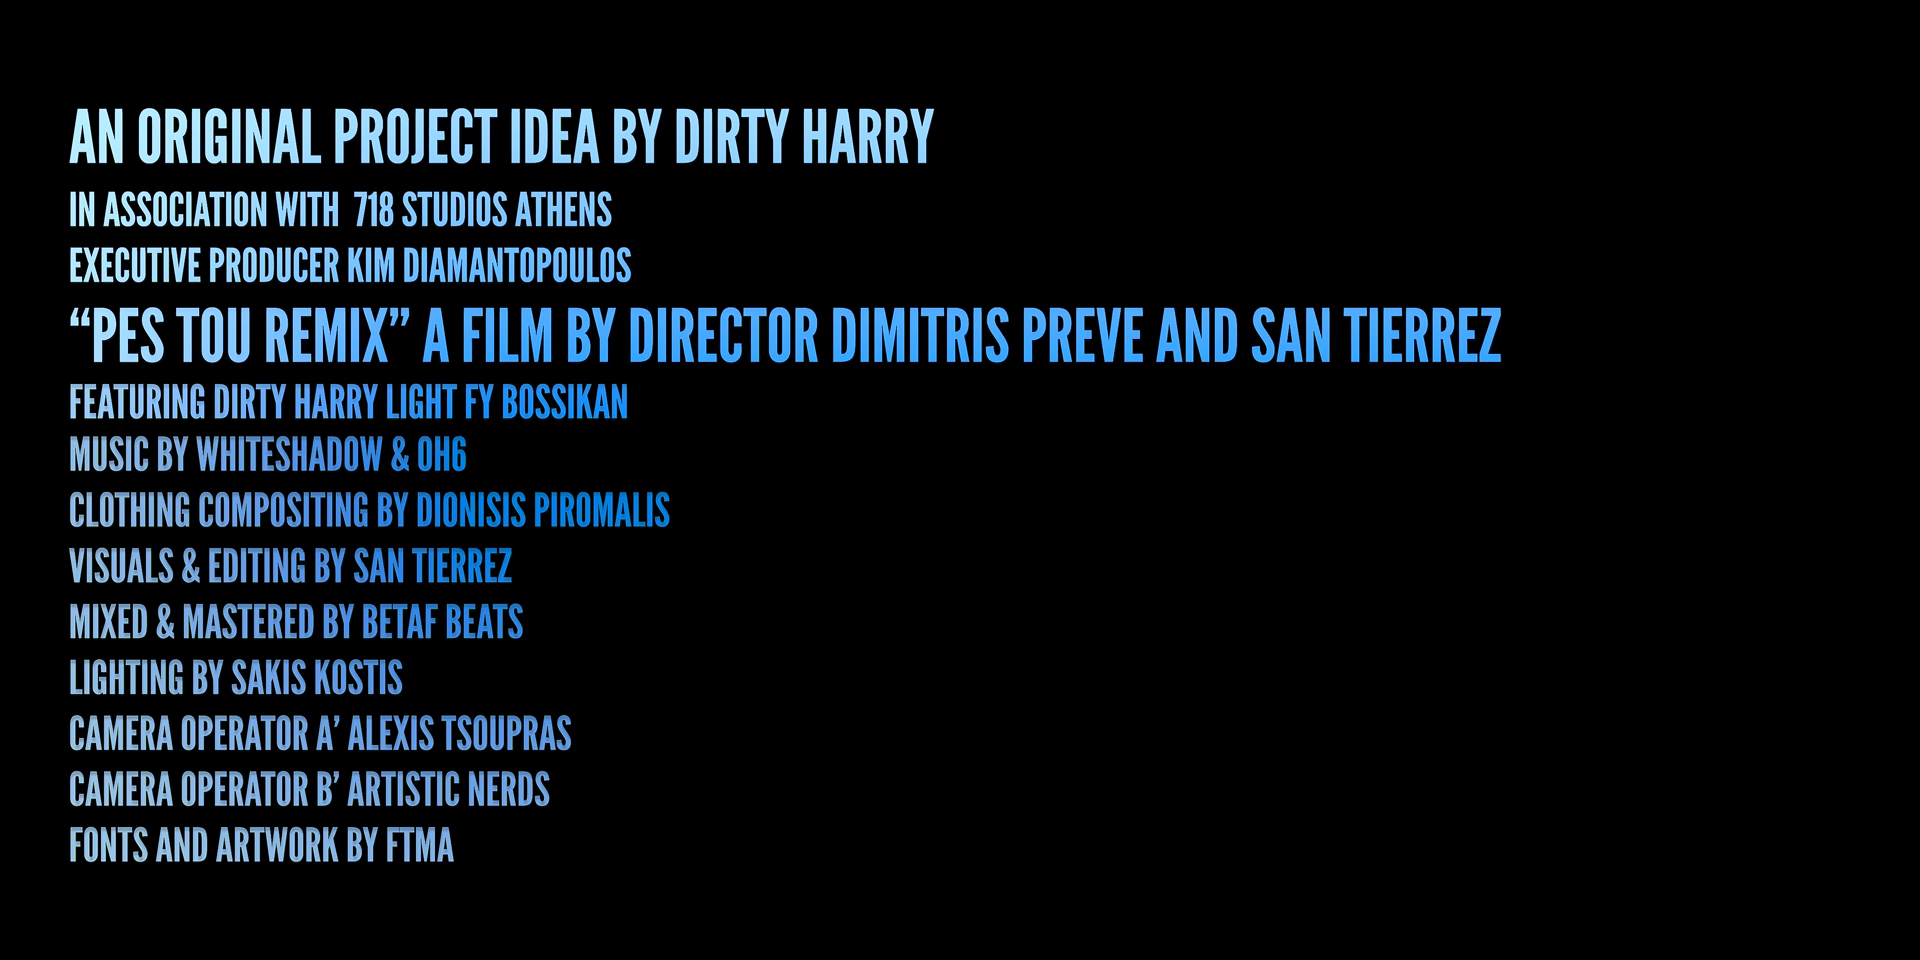 AN ORIGINAL PROJECT IDEA BY DIRTY HARRY
IN ASSOCIATION WITH 718 STUDIOS ATHENS
EXECUTIVE PRODUCER KIM DIAMANTOPOULOS
“PES TOU REMIX” A FILM BY DIRECTOR DIMITRIS PREVE AND SAN TIERREZ
FEATURING DIRTY HARRY LIGHT FY BOSSIKAN
MUSIC BY WHITESHADOW & OH6
CLOTHING COMPOSITING BY DIONISIS PIROMALIS
VISUALS & EDITING BY SAN TIERREZ
MIXED & MASTERED BY BETAF BEATS
LIGHTING BY SAKIS KOSTIS
CAMERA OPERATOR A’ ALEXIS TSOUPRAS
CAMERA OPERATOR B’ ARTISTIC NERDS
FONTS AND ARTWORK BY FTMA